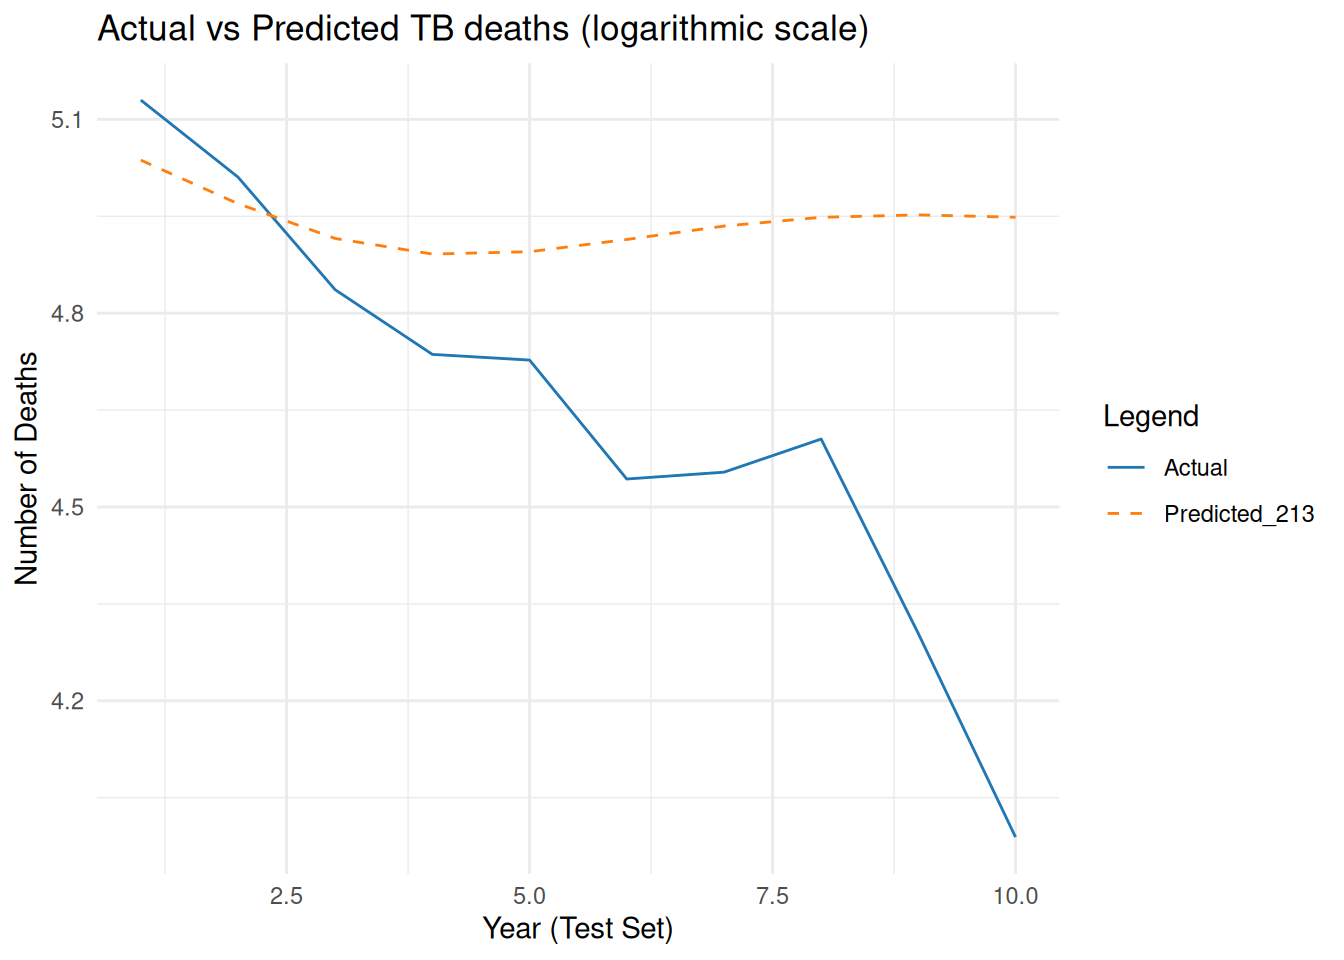 Actual vs Predicted TB deaths (logarithmic scale)
5.1
4.8
4.5
4.2
Number of Deaths
2.5 5.0 7.5 10.0
Year (Test Set)
Legend
Actual
Predicted_213